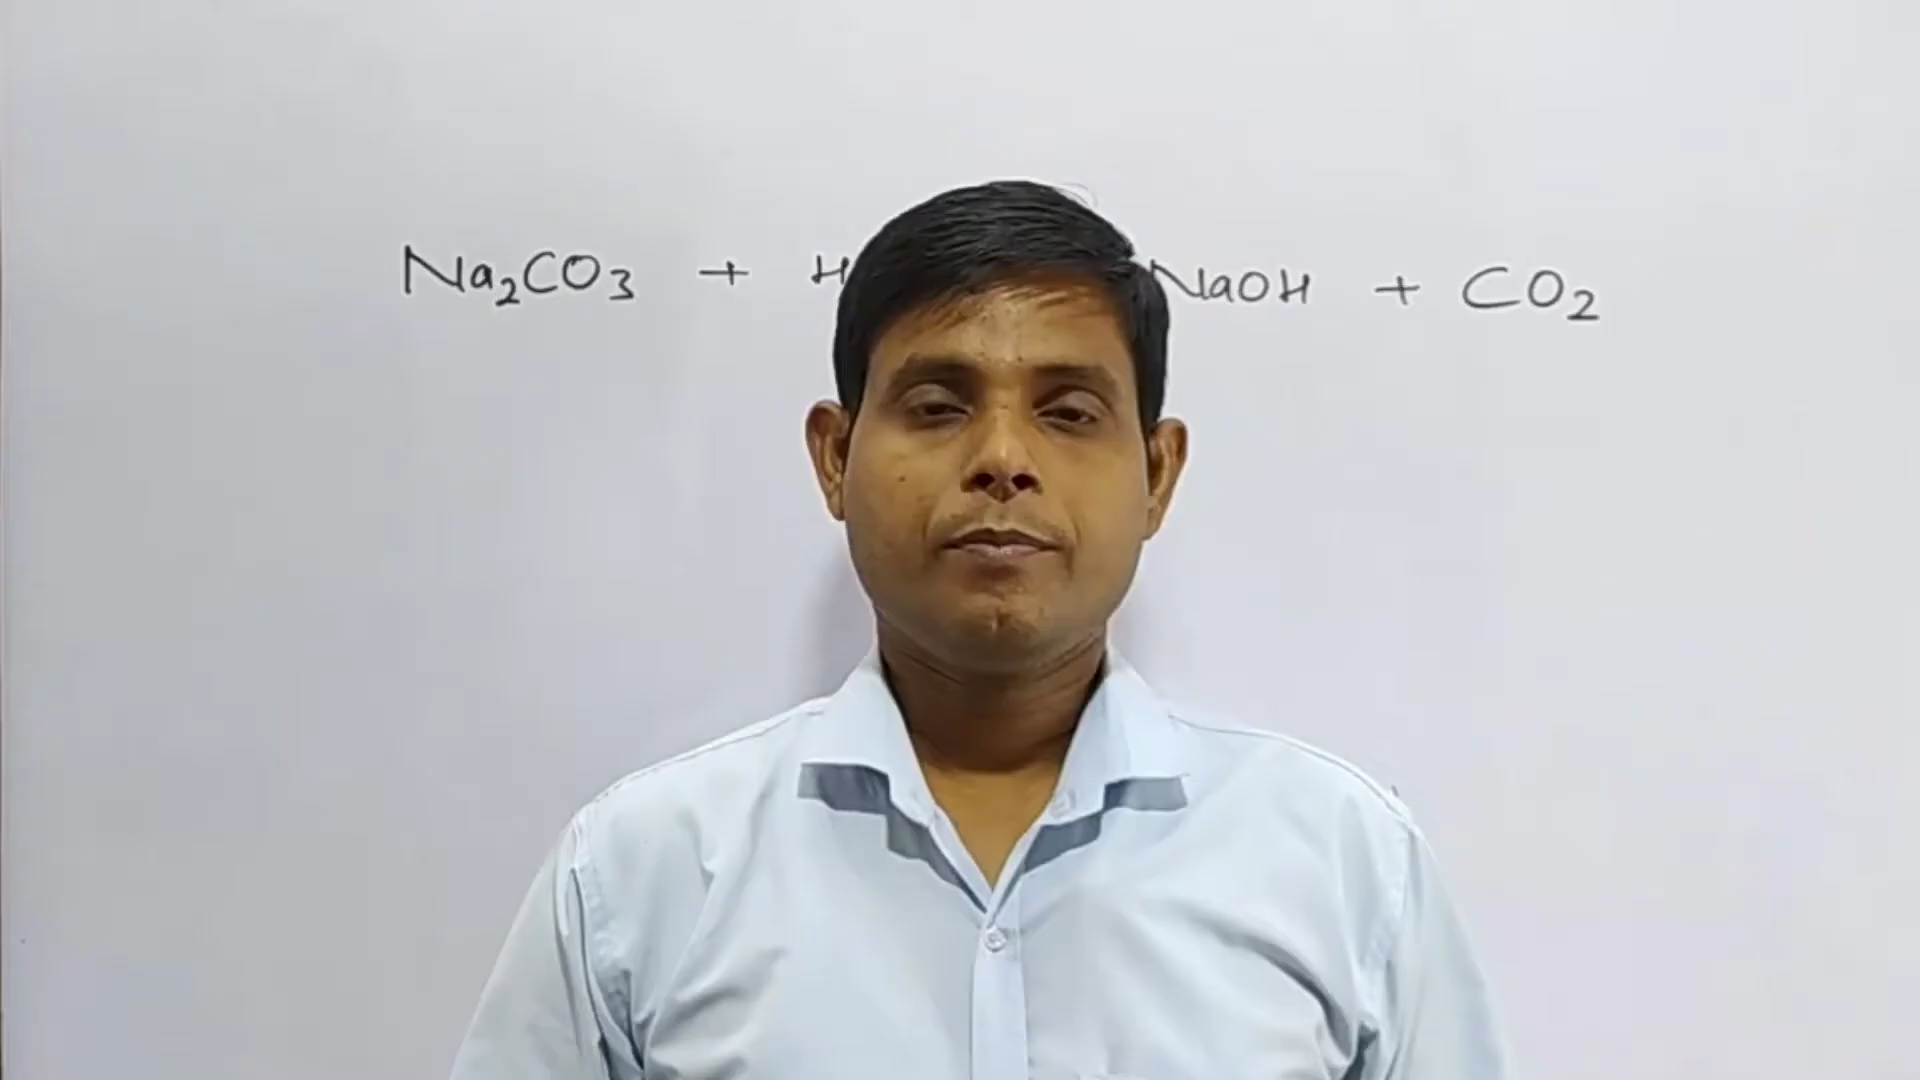 Na₂CO₃ + H NaOH + CO₂